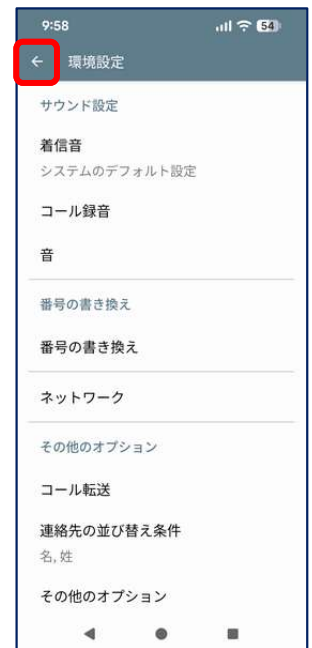 9:58 54
環境設定
サウンド設定
着信音
システムのデフォルト設定
コール録音
音
番号の書き換え
番号の書き換え
ネットワーク
その他のオプション
コール転送
連絡先の並び替え条件
名, 姓
その他のオプション